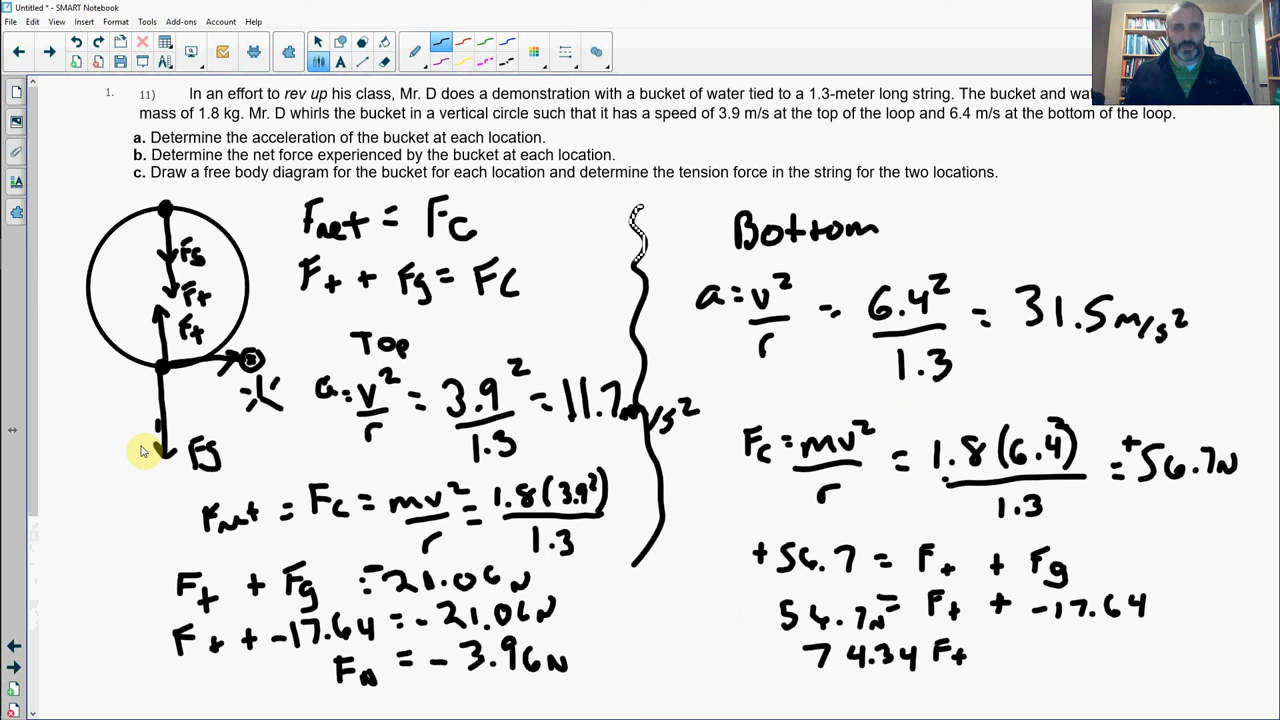 Untitled * - SMART Notebook
File Edit View Insert Format Tools Add-ons Account Help
1. 11) In an effort to rev up his class, Mr. D does a demonstration with a bucket of water tied to a 1.3-meter long string. The bucket and wat
mass of 1.8 kg. Mr. D whirls the bucket in a vertical circle such that it has a speed of 3.9 m/s at the top of the loop and 6.4 m/s at the bottom of the loop.
a. Determine the acceleration of the bucket at each location.
b. Determine the net force experienced by the bucket at each location.
c. Draw a free body diagram for the bucket for each location and determine the tension force in the string for the two locations.
Fg
Ft
Ft
Fg
Fnet = Fc
Ft + Fg = Fc
Top
a = v²/r = 3.9²/1.3 = 11.7 m/s²
Fnet = Fc = mv²/r = 1.8(3.9²)/1.3
Ft + Fg = -21.06N
Ft + -17.64 = -21.06N
FN = -3.96N
Bottom
a = v²/r = 6.4²/1.3 = 31.5 m/s²
Fc = mv²/r = 1.8(6.4²)/1.3 = +56.7N
+56.7 = Ft + Fg
56.7N = Ft + -17.64
74.34 Ft